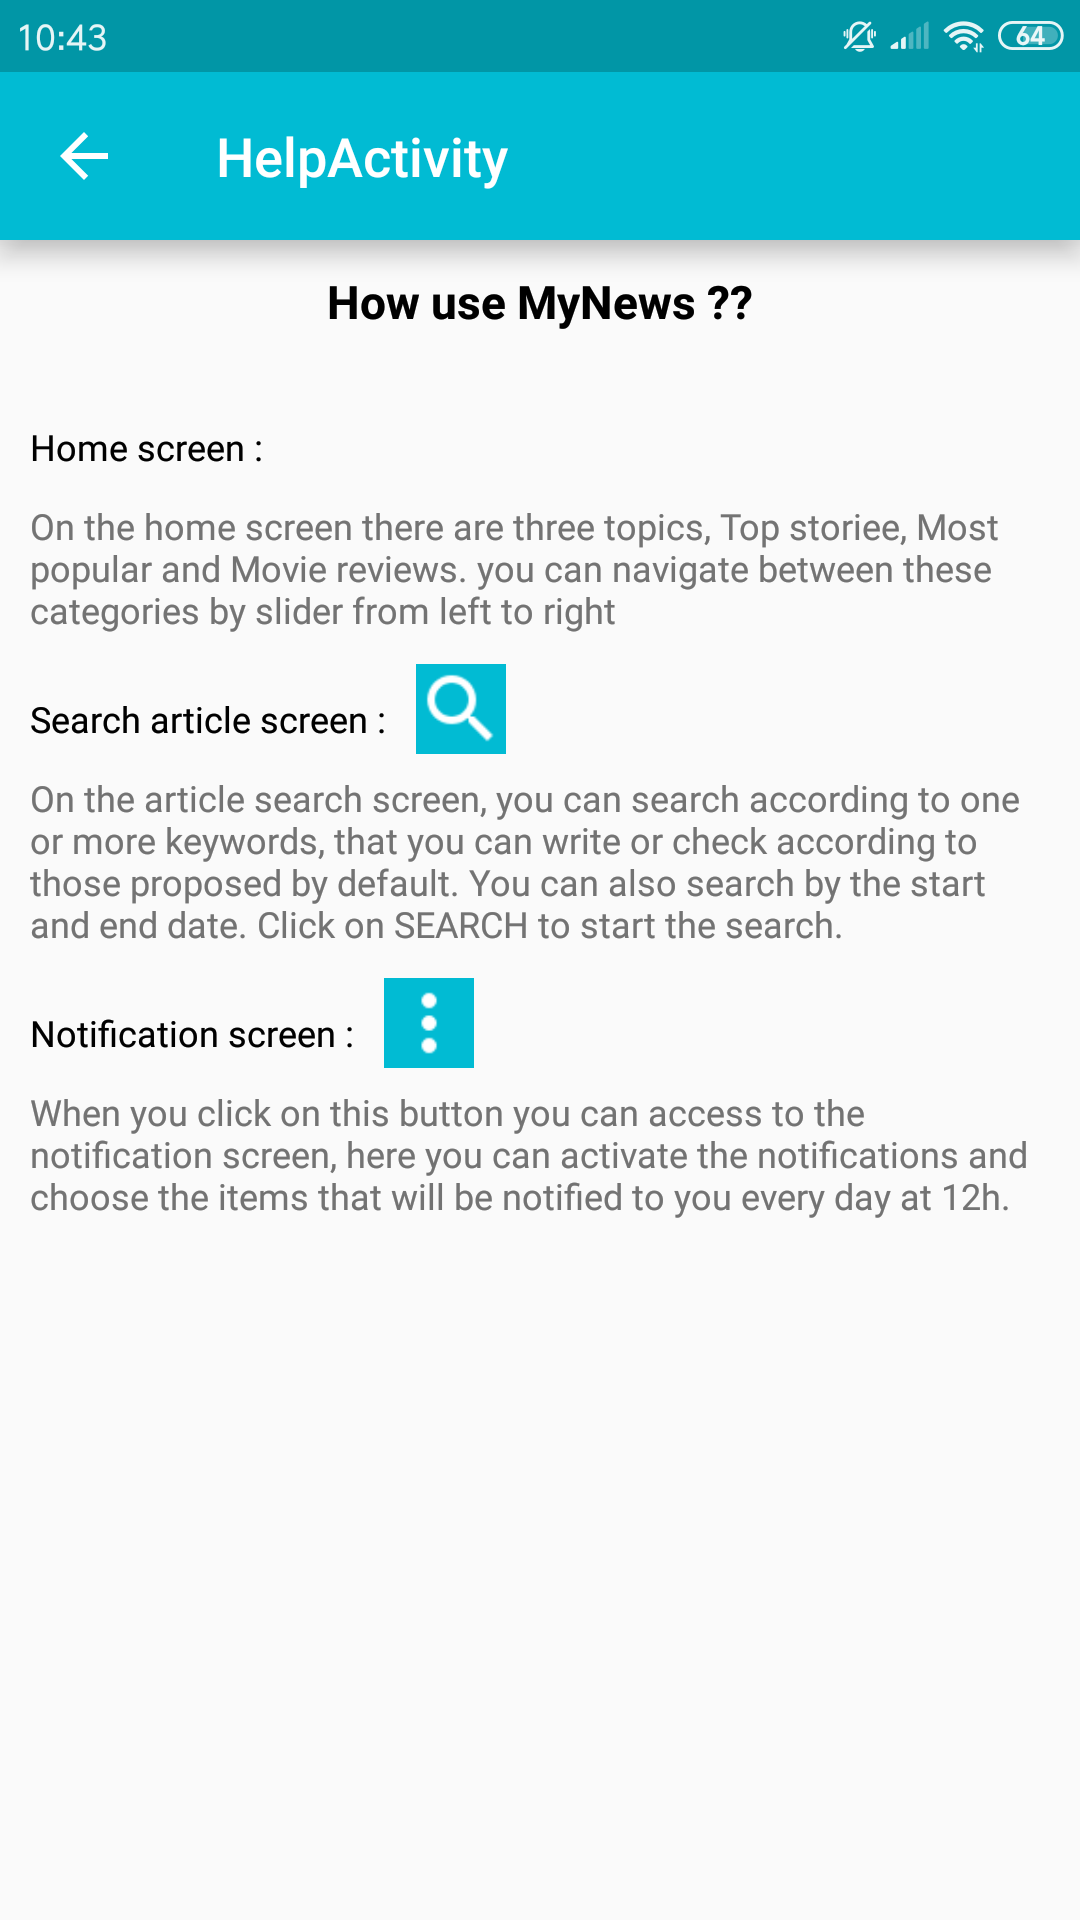 10:43
64
HelpActivity
How use MyNews ??
Home screen :
On the home screen there are three topics, Top storiee, Most
popular and Movie reviews. you can navigate between these
categories by slider from left to right
Search article screen :
On the article search screen, you can search according to one
or more keywords, that you can write or check according to
those proposed by default. You can also search by the start
and end date. Click on SEARCH to start the search.
Notification screen :
When you click on this button you can access to the
notification screen, here you can activate the notifications and
choose the items that will be notified to you every day at 12h.